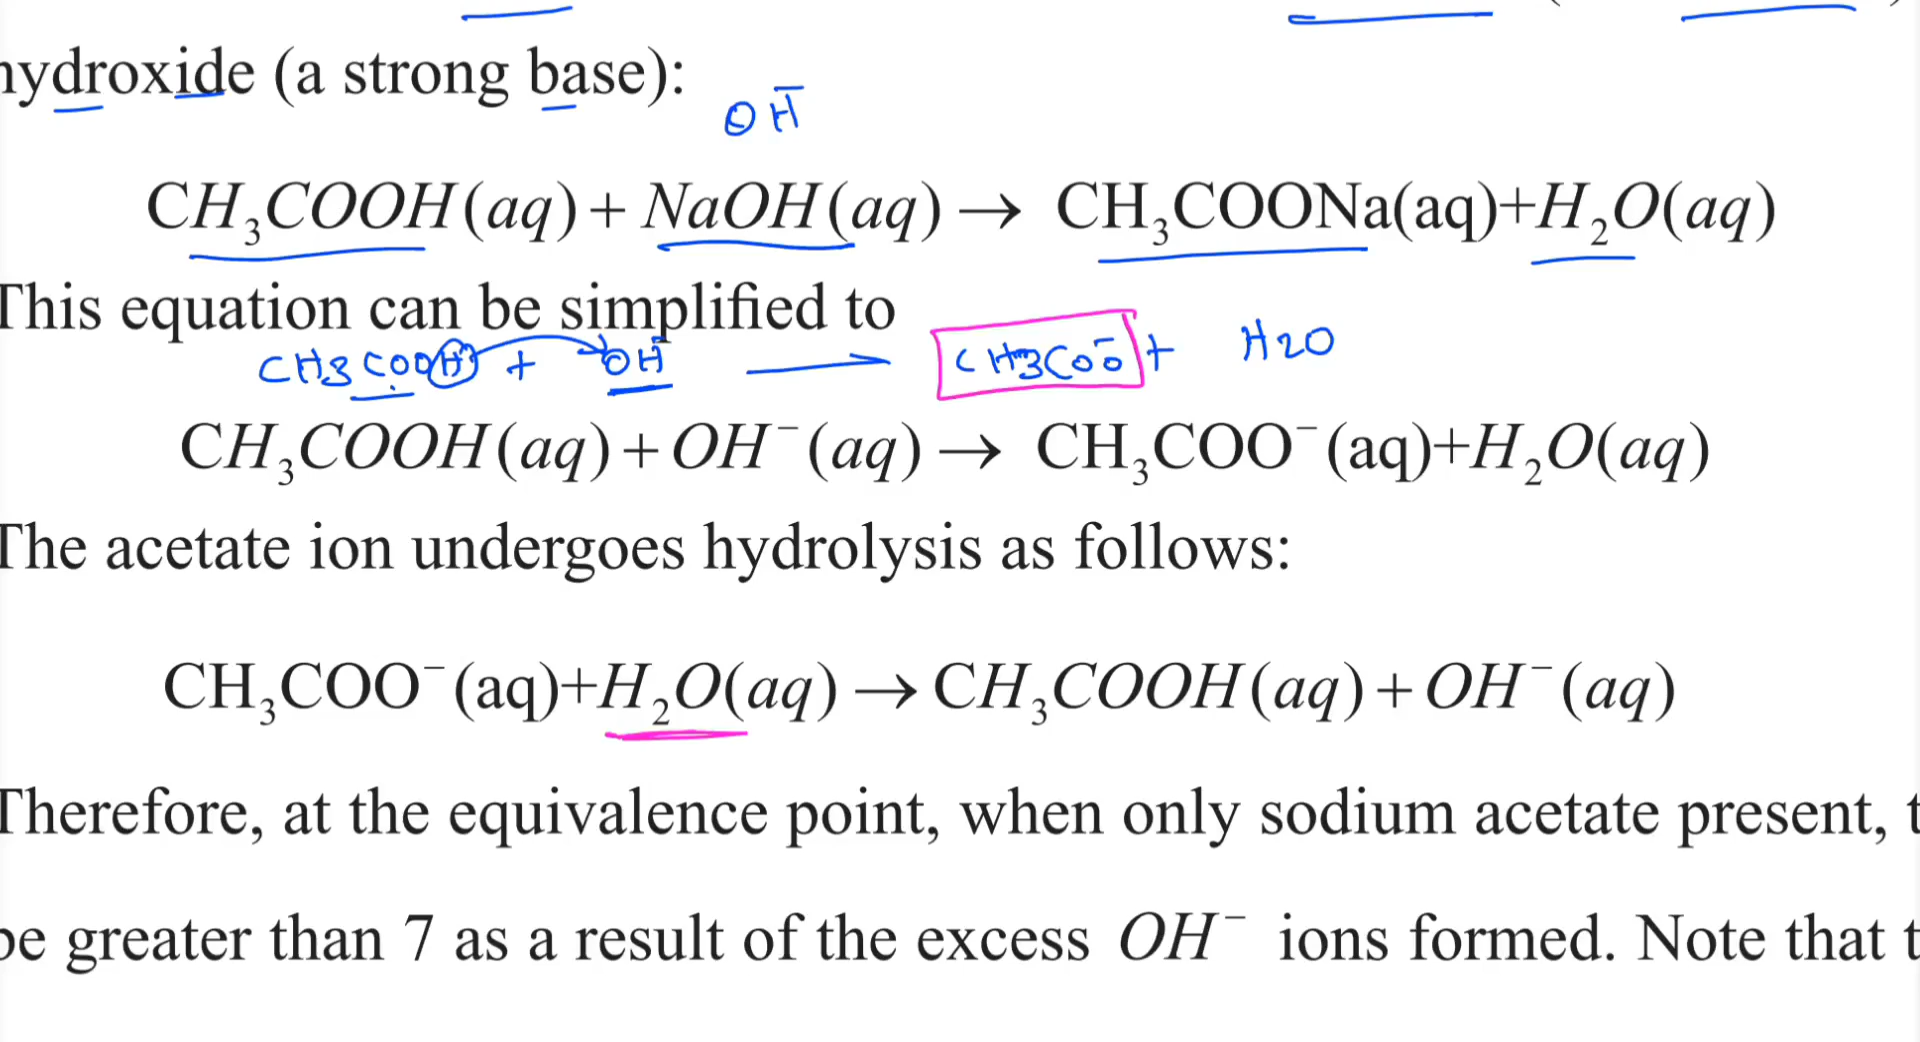 hydroxide (a strong base):
OH⁻
CH₃COOH(aq) + NaOH(aq) → CH₃COONa(aq)+H₂O(aq)
This equation can be simplified to
CH3COOH + OH⁻ → CH3COO⁻ + H2O
CH₃COOH(aq) + OH⁻(aq) → CH₃COO⁻(aq)+H₂O(aq)
The acetate ion undergoes hydrolysis as follows:
CH₃COO⁻(aq)+H₂O(aq) → CH₃COOH(aq) + OH⁻(aq)
Therefore, at the equivalence point, when only sodium acetate present, t
be greater than 7 as a result of the excess OH⁻ ions formed. Note that t